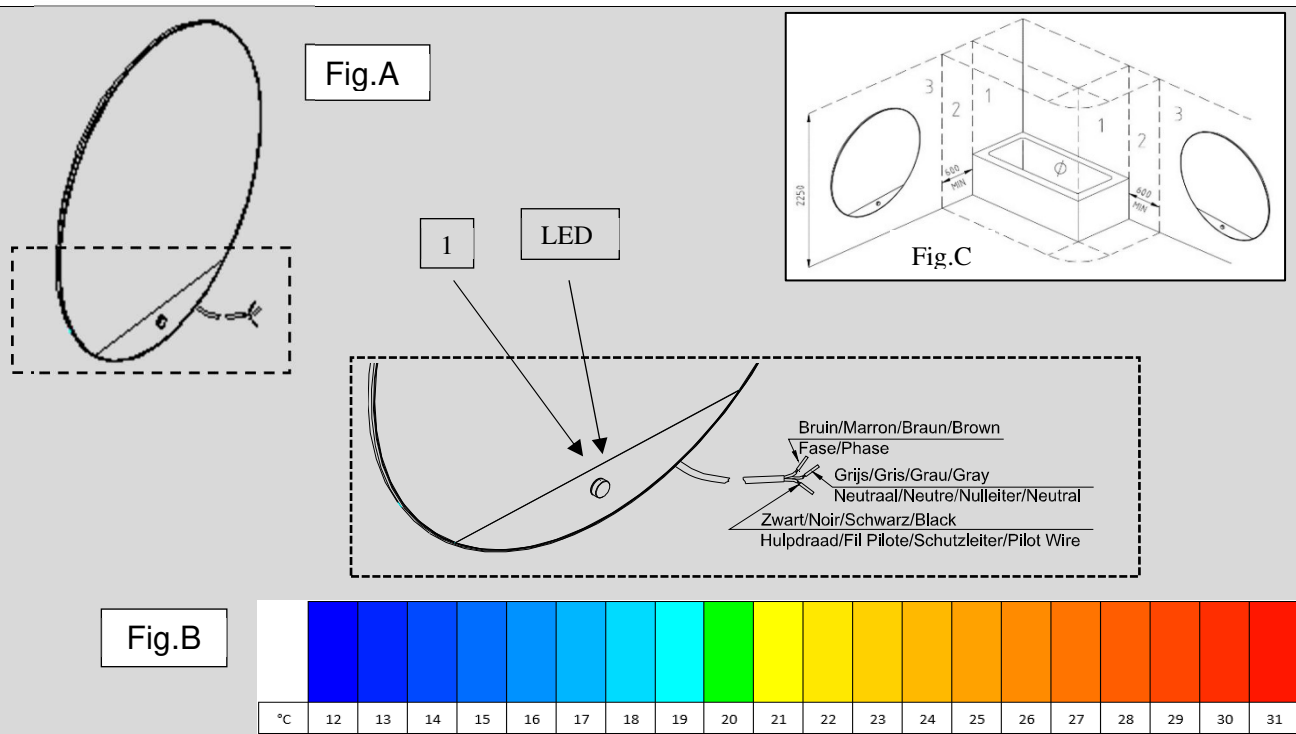 Fig.A
1
LED
3
2
1
1
2
3
600
MIN
600
MIN
2250
Fig.C
Bruin/Marron/Braun/Brown
Fase/Phase
Grijs/Gris/Grau/Gray
Neutraal/Neutre/Nulleiter/Neutral
Zwart/Noir/Schwarz/Black
Hulpdraad/Fil Pilote/Schutzleiter/Pilot Wire
Fig.B
°C 12 13 14 15 16 17 18 19 20 21 22 23 24 25 26 27 28 29 30 31